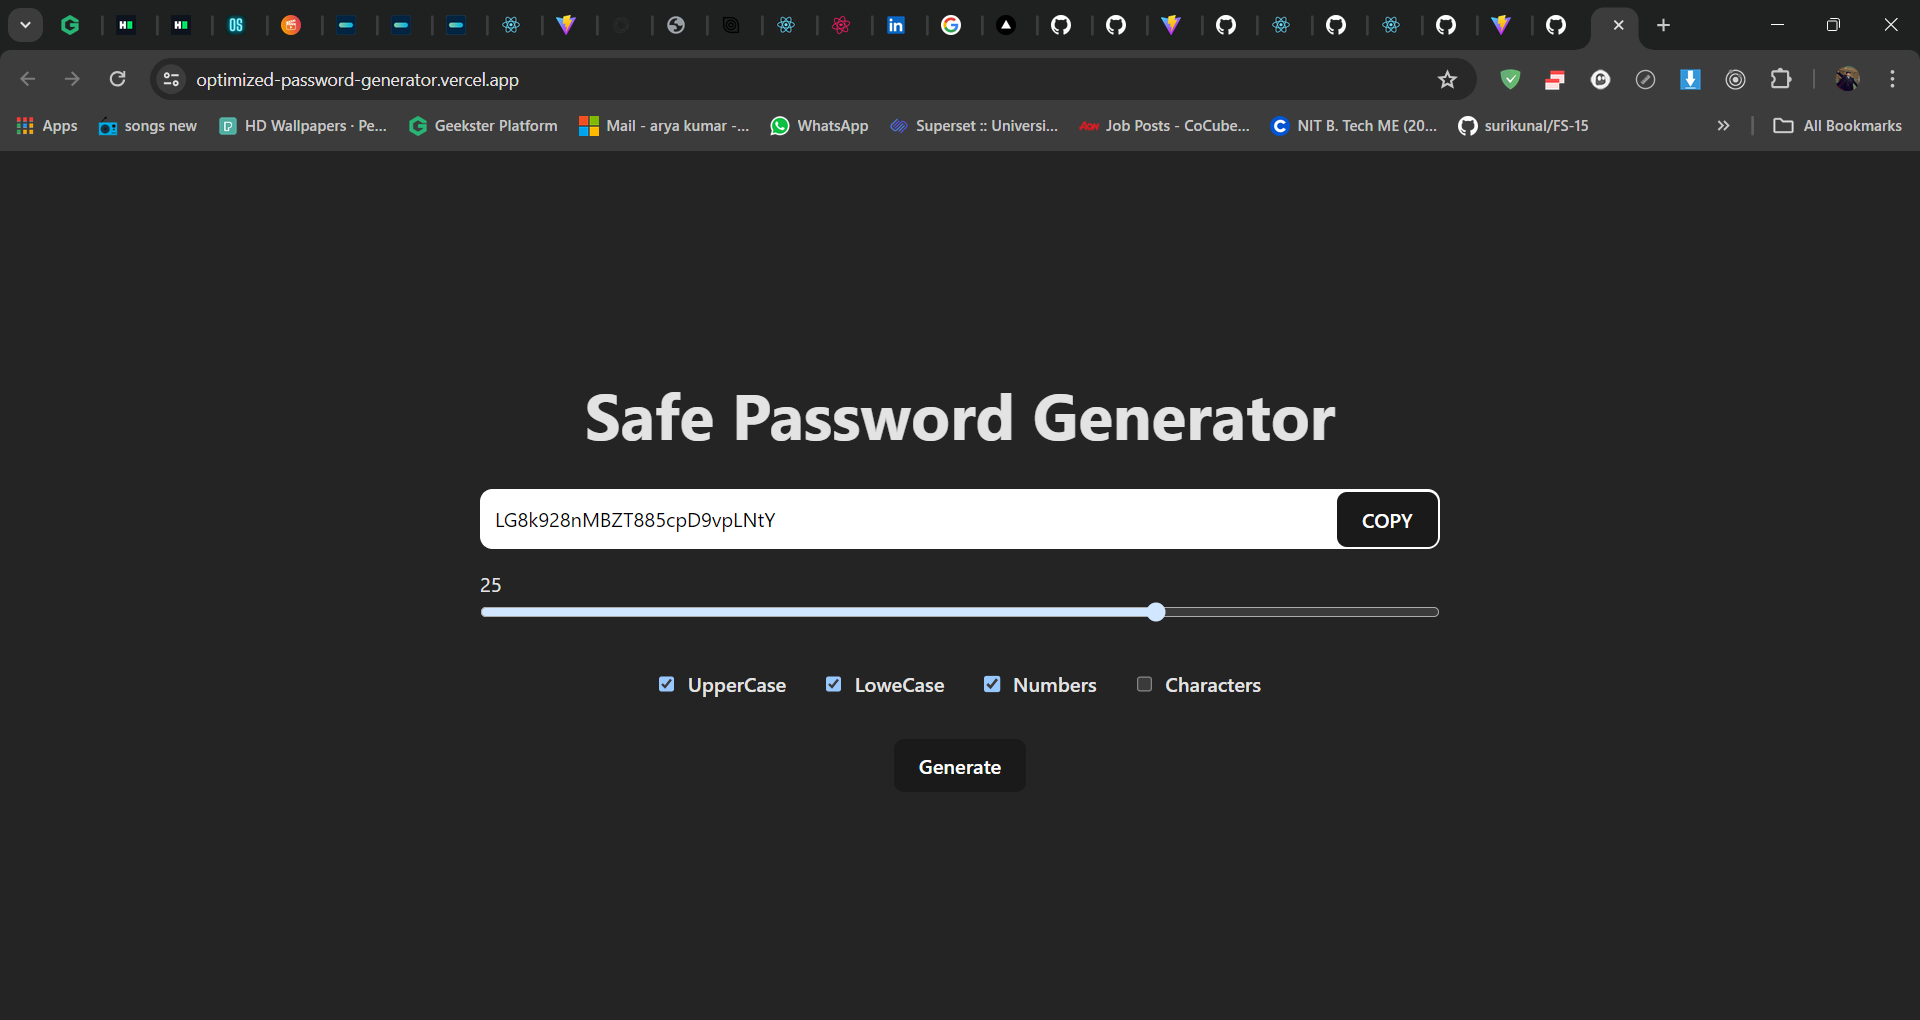 optimized-password-generator.vercel.app
Apps songs new HD Wallpapers · Pe... Geekster Platform Mail - arya kumar -... WhatsApp Superset :: Universi... Aon Job Posts - CoCube... NIT B. Tech ME (20... surikunal/FS-15 All Bookmarks
Safe Password Generator
LG8k928nMBZT885cpD9vpLNtY COPY
25
UpperCase LoweCase Numbers Characters
Generate